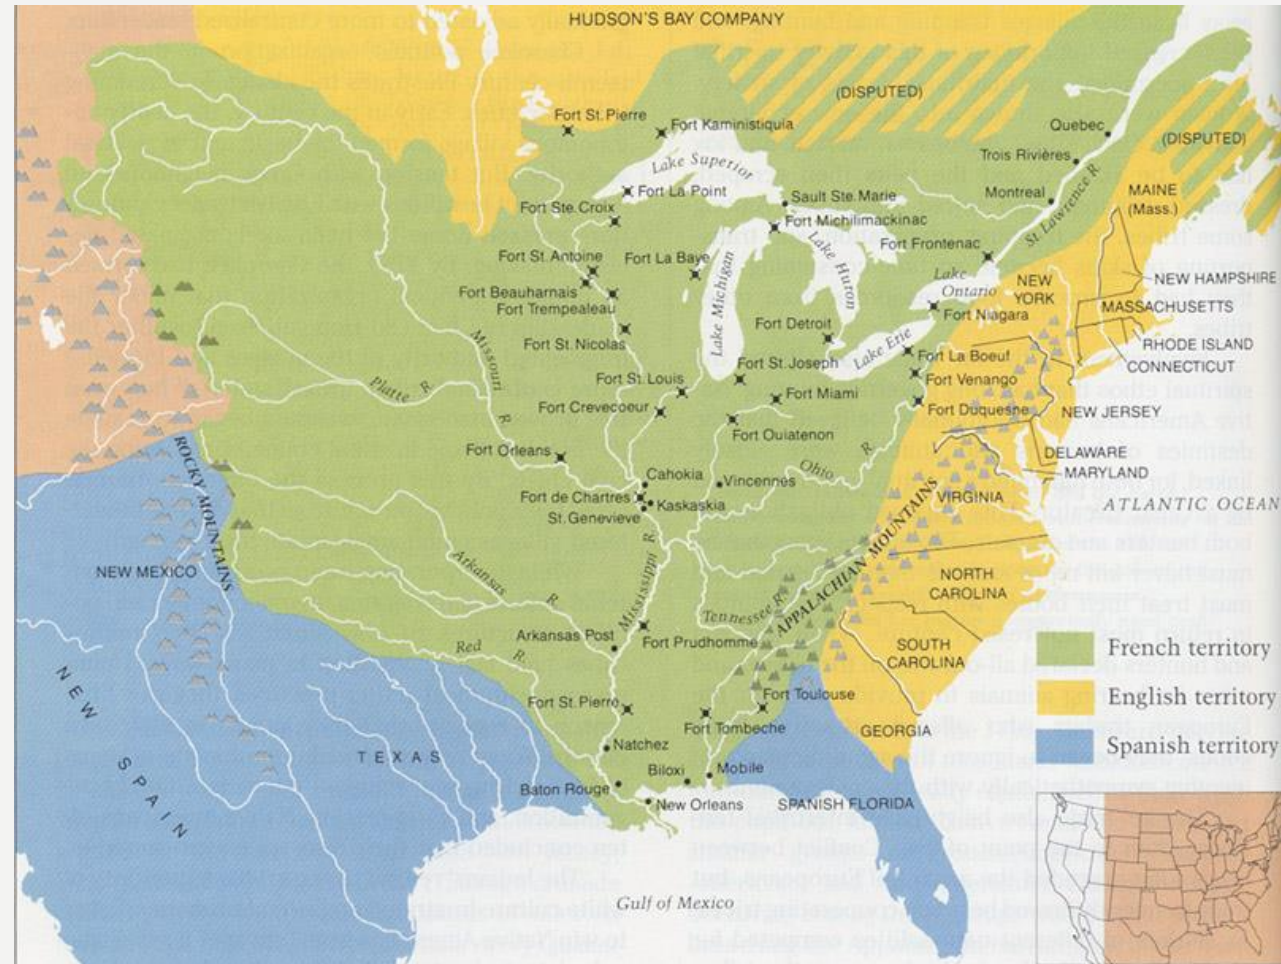 HUDSON'S BAY COMPANY
(DISPUTED)
Fort St. Pierre
Fort Kaministiquia
Quebec
(DISPUTED)
Lake Superior
Trois Rivières
Fort La Point
Sault Ste. Marie
Montreal
St. Lawrence R.
MAINE
(Mass.)
Fort Ste. Croix
Fort Michilimackinac
Fort Frontenac
Fort St. Antoine
Fort La Baye
Lake Michigan
Lake Huron
Lake
Ontario
NEW
YORK
NEW HAMPSHIRE
Fort Beauharnais
Fort Trempealeau
Fort Niagara
MASSACHUSETTS
Fort Detroit
Lake Erie
RHODE ISLAND
Fort St. Nicolas
Missouri
R.
Fort La Boeuf
CONNECTICUT
Platte R.
Fort St. Louis
Fort St. Joseph
Fort Venango
Fort Crevecoeur
Fort Miami
Fort Duquesne
NEW JERSEY
Fort Ouiatenon
Fort Orleans
Ohio R.
DELAWARE
MARYLAND
Cahokia
Vincennes
ROCKY MOUNTAINS
Fort de Chartres
Kaskaskia
VIRGINIA
ATLANTIC OCEAN
St. Genevieve
NEW MEXICO
Arkansas R.
Mississippi R.
Tennessee R.
APPALACHIAN MOUNTAINS
NORTH
CAROLINA
Red R.
Arkansas Post
Fort Prudhomme
SOUTH
CAROLINA
French territory
NEW SPAIN
Fort St. Pierre
Fort Toulouse
English territory
Fort Tombeche
GEORGIA
TEXAS
Natchez
Spanish territory
Biloxi
Mobile
Baton Rouge
New Orleans
SPANISH FLORIDA
Gulf of Mexico